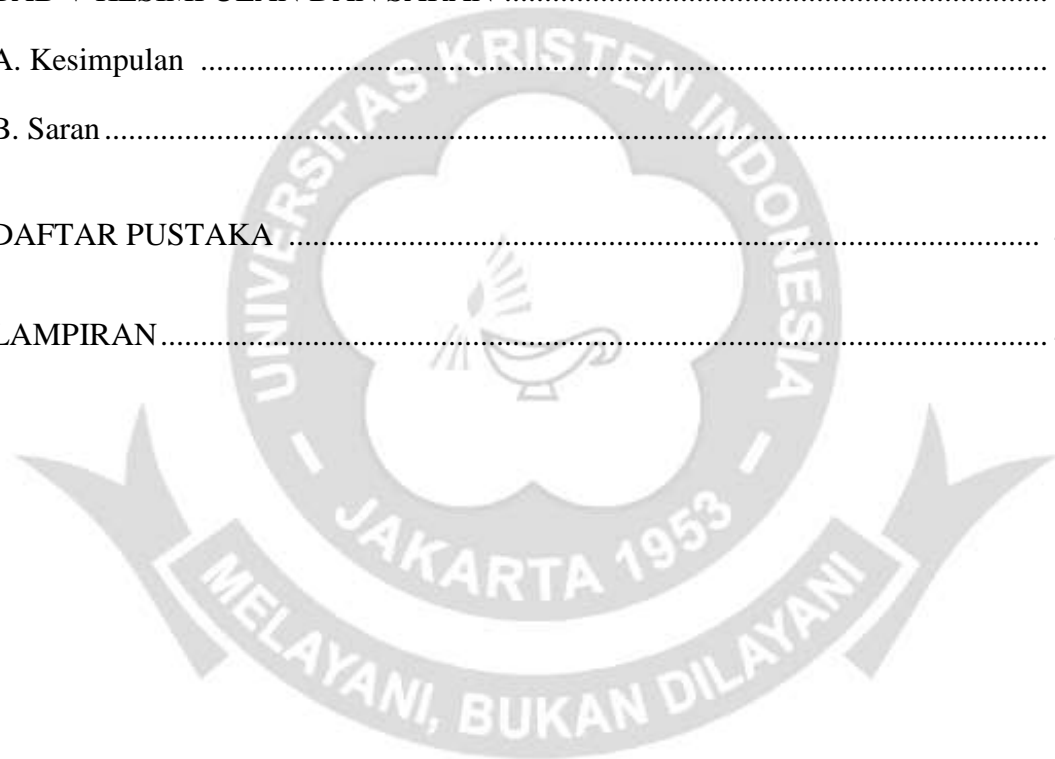 A. Kesimpulan ..........................................................................................................
B. Saran ......................................................................................................................
DAFTAR PUSTAKA ..............................................................................................
LAMPIRAN ...............................................................................................................
UNIVERSITAS KRISTEN INDONESIA
- JAKARTA 1953 -
MELAYANI, BUKAN DILAYANI